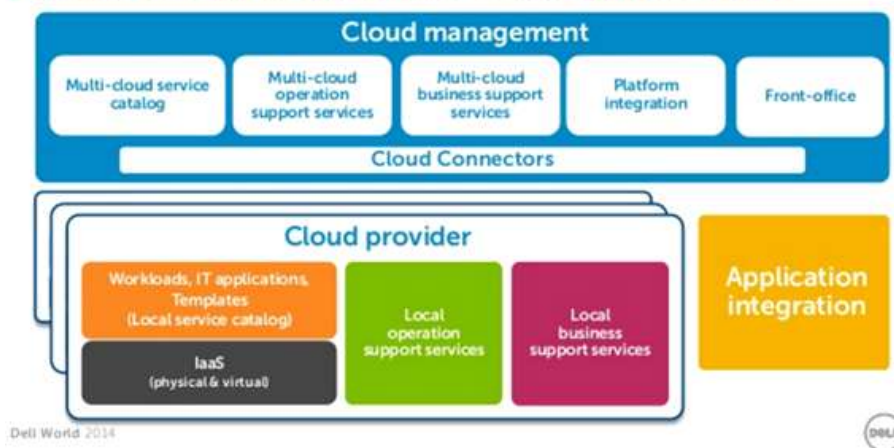 Cloud management
Multi-cloud service
catalog
Multi-cloud
operation
support services
Multi-cloud
business support
services
Platform
integration
Front-office
Cloud Connectors
Cloud provider
Workloads, IT applications,
Templates
(Local service catalog)
IaaS
(physical & virtual)
Local
operation
support services
Local
business
support services
Application
integration
Dell World 2014
DELL